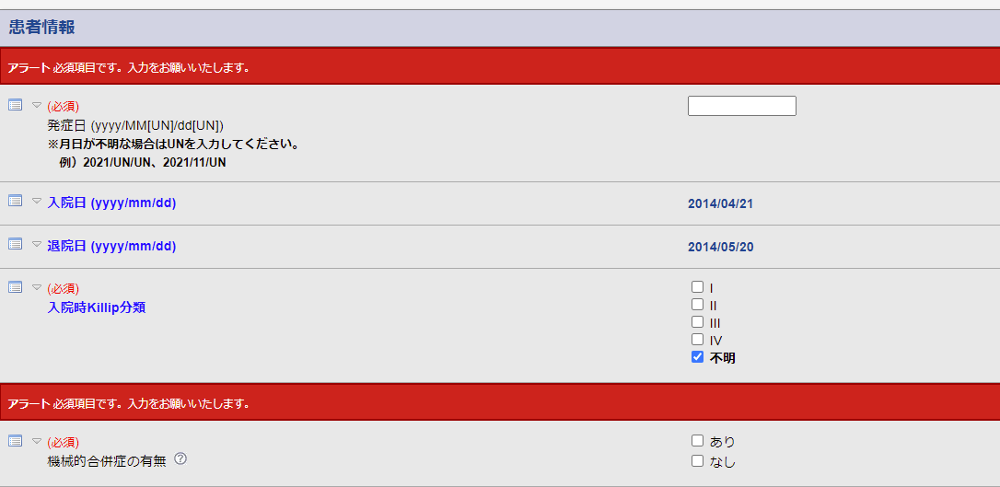 患者情報
アラート 必須項目です。入力をお願いいたします。
(必須)
発症日 (yyyy/MM[UN]/dd[UN])
※月日が不明な場合はUNを入力してください。
例）2021/UN/UN、2021/11/UN
入院日 (yyyy/mm/dd)
2014/04/21
退院日 (yyyy/mm/dd)
2014/05/20
(必須)
入院時Killip分類
I
II
III
IV
不明
アラート 必須項目です。入力をお願いいたします。
(必須)
機械的合併症の有無 ?
あり
なし